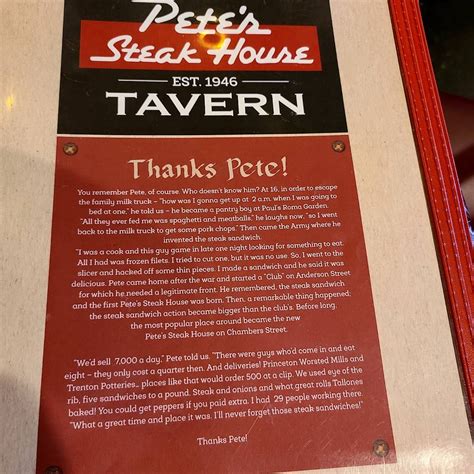 Pete's
Steak House
EST. 1946
TAVERN
Thanks Pete!
You remember Pete, of course. Who doesn't know him? At 16, in order to escape
the family milk truck – "how was I gonna get up at 2 a.m. when I was going to
bed at one," he told us – he became a pantry boy at Paul's Roma Garden.
"All they ever fed me was spaghetti and meatballs," he laughs now, "so I went
back to the milk truck to get some pork chops." Then came the Army where he
invented the steak sandwich.
"I was a cook and this guy came in late one night looking for something to eat.
All I had was frozen filets. I tried to cut one, but it was no use. So, I went to the
slicer and hacked off some thin pieces. I made a sandwich and he said it was
delicious. Pete came home after the war and started a "Club" on Anderson Street
for which he needed a legitimate front. He remembered, the steak sandwich
and the first Pete's Steak House was born. Then, a remarkable thing happened;
the steak sandwich action became bigger than the club's. Before long,
the most popular place around became the new
Pete's Steak House on Chambers Street.
"We'd sell 7,000 a day," Pete told us. "There were guys who'd come in and eat
eight – they only cost a quarter then. And deliveries! Princeton Worsted Mills and
Trenton Potteries... places like that would order 500 at a clip. We used eye of the
rib, five sandwiches to a pound. Steak and onions and what great rolls Tallones
baked! You could get peppers if you paid extra. I had 29 people working there.
"What a great time and place it was. I'll never forget those steak sandwiches!"
Thanks Pete!